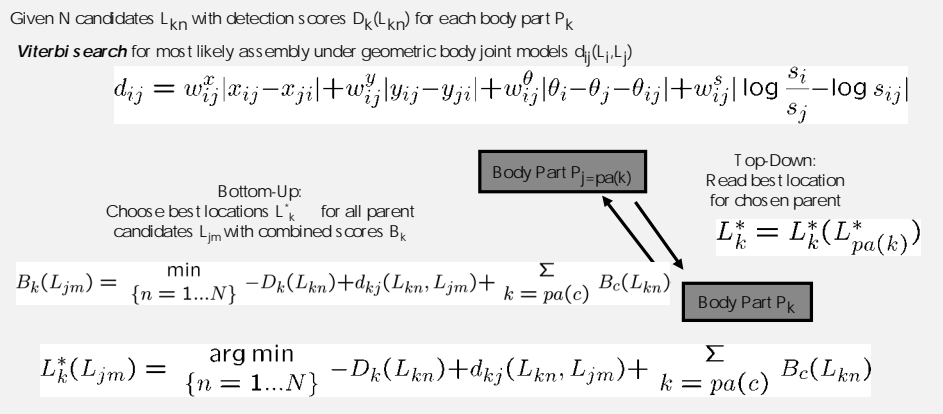 Given N candidates L_kn with detection scores D_k(L_kn) for each body part P_k
Viterbi search for most likely assembly under geometric body joint models d_ij(L_i,L_j)
d_ij = w^x_ij|x_ij − x_ji| + w^y_ij|y_ij − y_ji| + w^θ_ij|θ_i − θ_j − θ_ij| + w^s_ij| log s_i/s_j − log s_ij|
Body Part P_j=pa(k)
Top-Down:
Read best location
for chosen parent
L*_k = L*_k(L*_pa(k))
Bottom-Up:
Choose best locations L*_k for all parent
candidates L_jm with combined scores B_k
B_k(L_jm) = min {n = 1...N} −D_k(L_kn)+d_kj(L_kn, L_jm)+ Σ k = pa(c) B_c(L_kn)
Body Part P_k
L*_k(L_jm) = arg min {n = 1...N} −D_k(L_kn)+d_kj(L_kn, L_jm)+ Σ k = pa(c) B_c(L_kn)